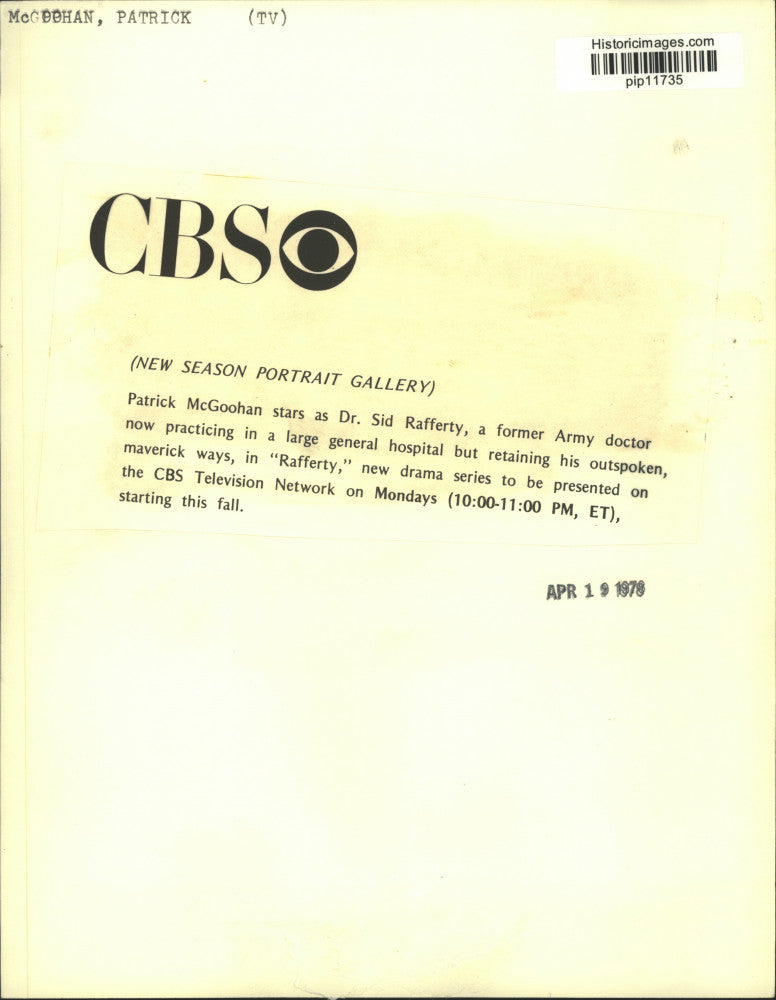 McGOOHAN, PATRICK (TV)
Historicimages.com
pip11735
CBS
(NEW SEASON PORTRAIT GALLERY)
Patrick McGoohan stars as Dr. Sid Rafferty, a former Army doctor
now practicing in a large general hospital but retaining his outspoken,
maverick ways, in “Rafferty,” new drama series to be presented on
the CBS Television Network on Mondays (10:00-11:00 PM, ET),
starting this fall.
APR 19 1978